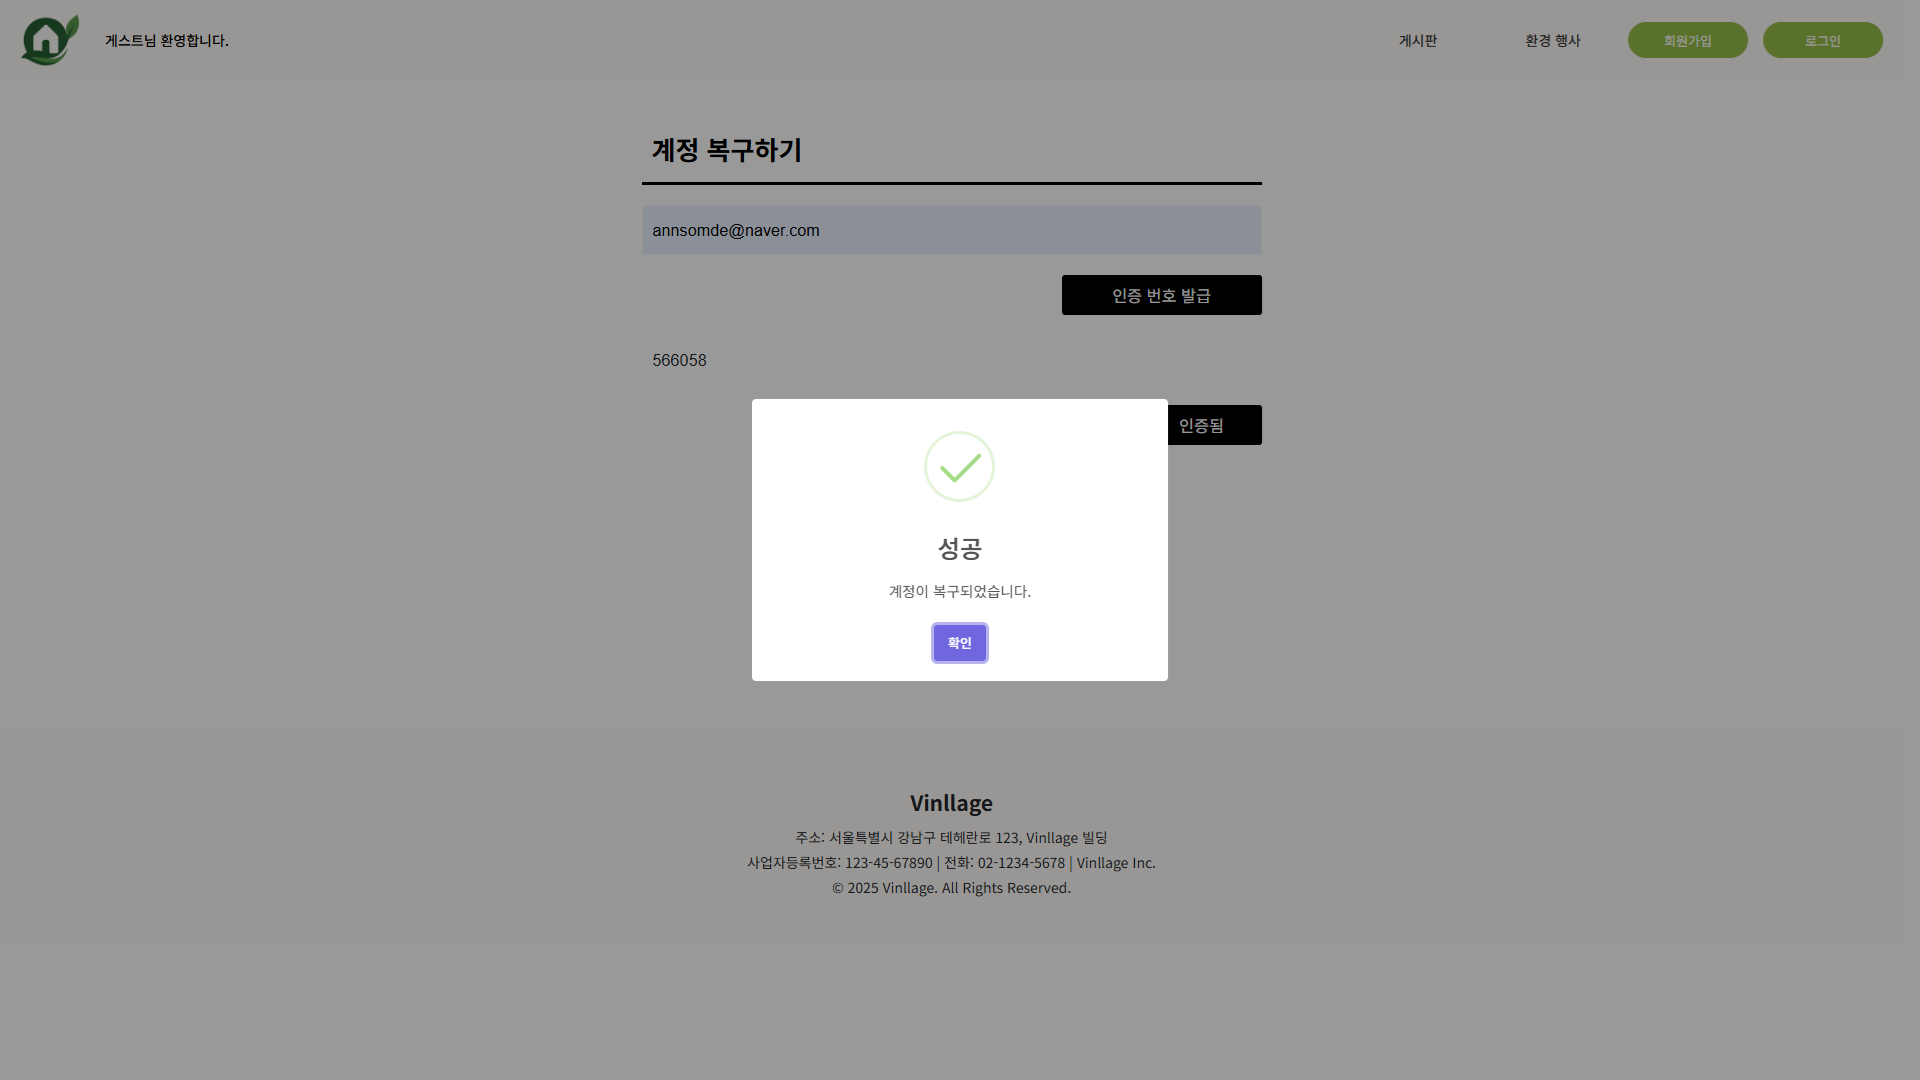 게스트님 환영합니다.
게시판
환경 행사
회원가입
로그인
계정 복구하기
annsomde@naver.com
인증 번호 발급
566058
인증됨
성공
계정이 복구되었습니다.
확인
Vinllage
주소: 서울특별시 강남구 테헤란로 123, Vinllage 빌딩
사업자등록번호: 123-45-67890 | 전화: 02-1234-5678 | Vinllage Inc.
© 2025 Vinllage. All Rights Reserved.